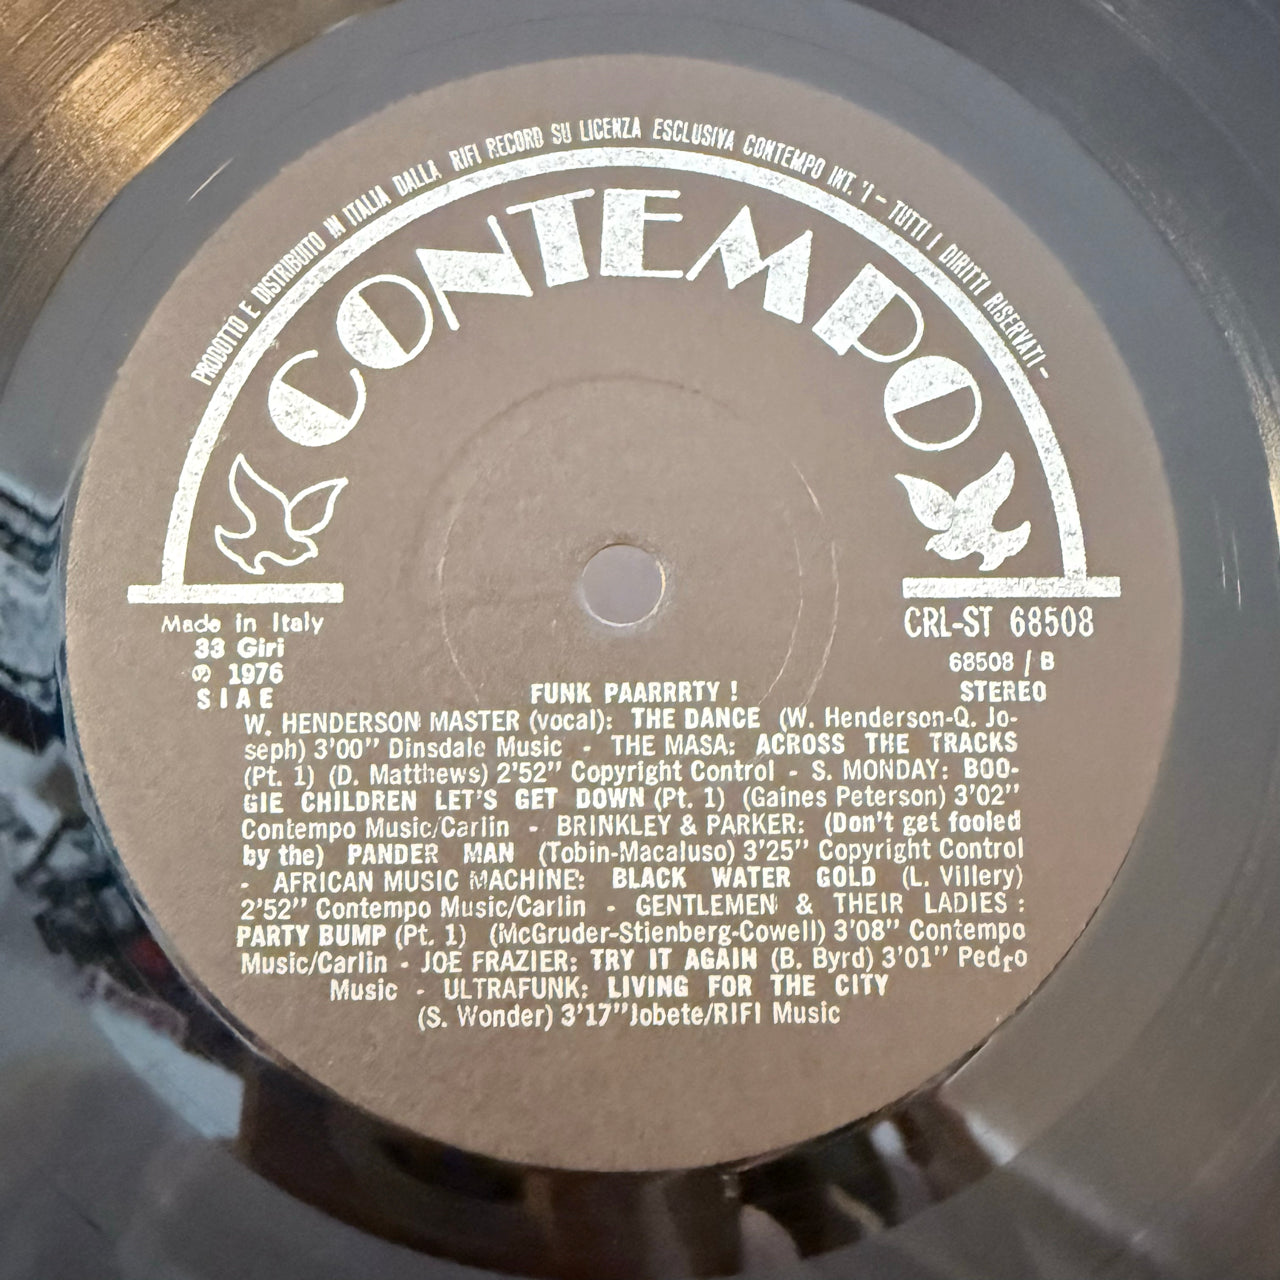 PRODOTTO E DISTRIBUITO IN ITALIA DALLA RIFI RECORD SU LICENZA ESCLUSIVA CONTEMPO INT. 'L - TUTTI I DIRITTI RISERVATI -
CONTEMPO
Made in Italy
33 Giri
℗ 1976
SIAE
CRL-ST 68508
68508 / B
STEREO
FUNK PAARRRTY !
W. HENDERSON MASTER (vocal): THE DANCE (W. Henderson-Q. Jo-
seph) 3'00" Dinsdale Music - THE MASA: ACROSS THE TRACKS
(Pt. 1) (D. Matthews) 2'52" Copyright Control - S. MONDAY: BOO-
GIE CHILDREN LET'S GET DOWN (Pt. 1) (Gaines Peterson) 3'02"
Contempo Music/Carlin - BRINKLEY & PARKER: (Don't get fooled
by the) PANDER MAN (Tobin-Macaluso) 3'25" Copyright Control
- AFRICAN MUSIC MACHINE: BLACK WATER GOLD (L. Villery)
2'52" Contempo Music/Carlin - GENTLEMEN & THEIR LADIES :
PARTY BUMP (Pt. 1) (McGruder-Stienberg-Cowell) 3'08" Contempo
Music/Carlin - JOE FRAZIER: TRY IT AGAIN (B. Byrd) 3'01" Pedro
Music - ULTRAFUNK: LIVING FOR THE CITY
(S. Wonder) 3'17"Jobete/RIFI Music